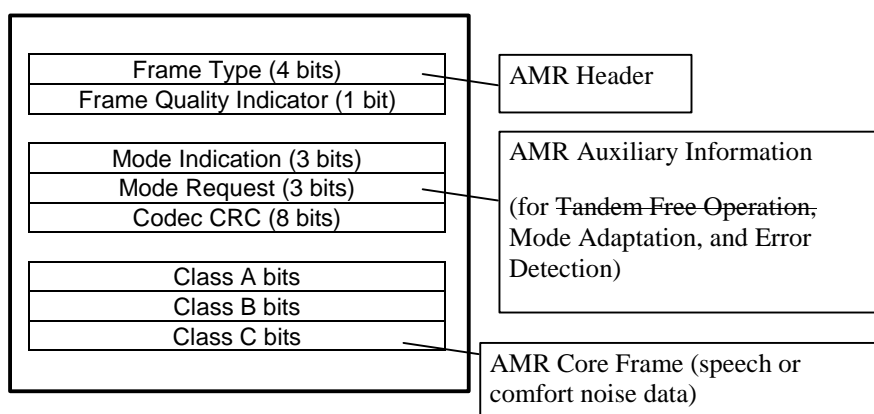 Frame Type (4 bits)
Frame Quality Indicator (1 bit)
AMR Header
Mode Indication (3 bits)
Mode Request (3 bits)
Codec CRC (8 bits)
AMR Auxiliary Information
(for Tandem Free Operation,
Mode Adaptation, and Error
Detection)
Class A bits
Class B bits
Class C bits
AMR Core Frame (speech or
comfort noise data)